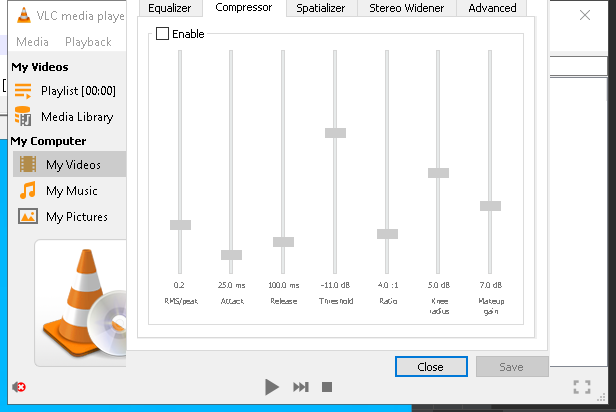 VLC media playe
Media Playback
My Videos
Playlist [00:00]
Media Library
My Computer
My Videos
My Music
My Pictures
Equalizer Compressor Spatializer Stereo Widener Advanced
Enable
0.2 25.0 ms 100.0 ms -11.0 dB 4.0 :1 5.0 dB 7.0 dB
RMS/peak Attack Release Threshold Ratio Knee radius Makeup gain
Close Save